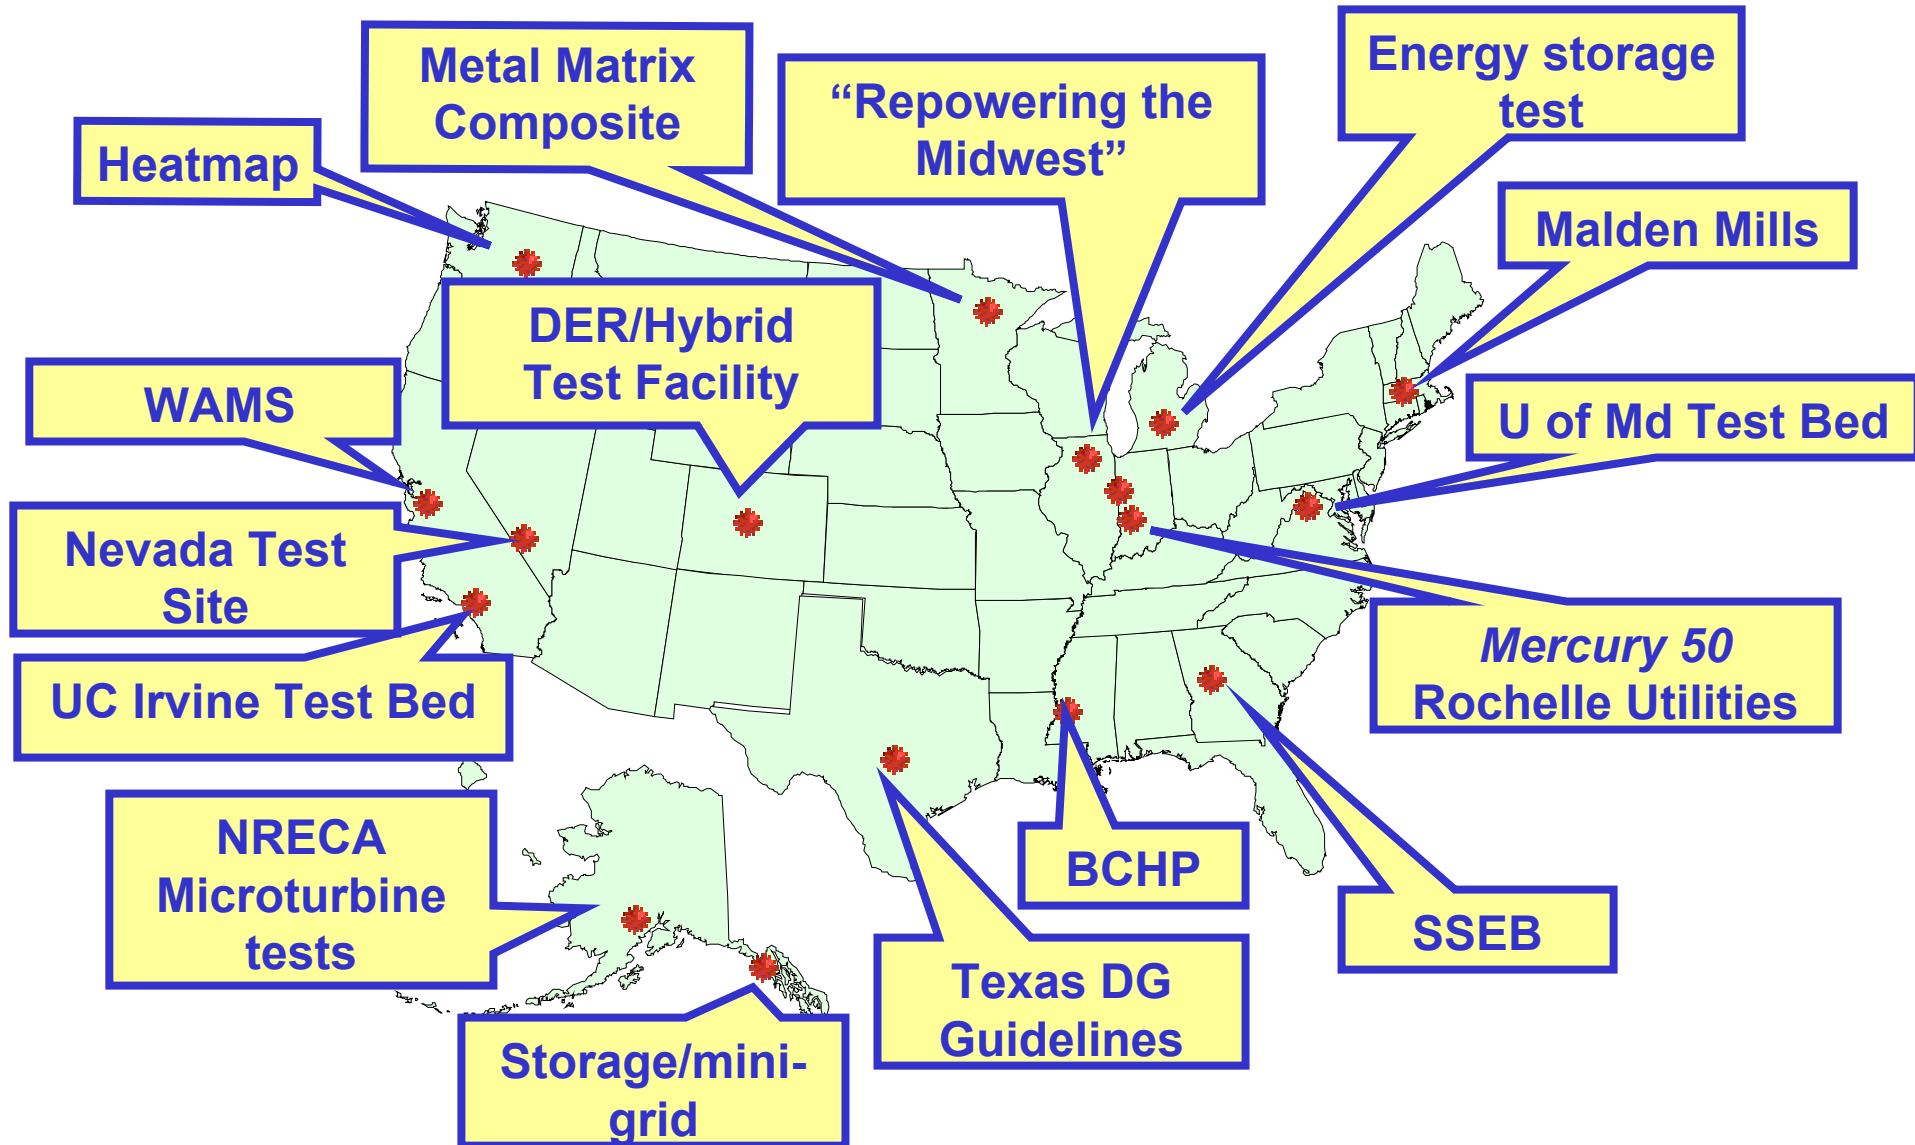 Metal Matrix
Composite
“Repowering the
Midwest”
Energy storage
test
Heatmap
Malden Mills
DER/Hybrid
Test Facility
WAMS
U of Md Test Bed
Nevada Test
Site
Mercury 50
Rochelle Utilities
UC Irvine Test Bed
NRECA
Microturbine
tests
BCHP
SSEB
Texas DG
Guidelines
Storage/mini-
grid